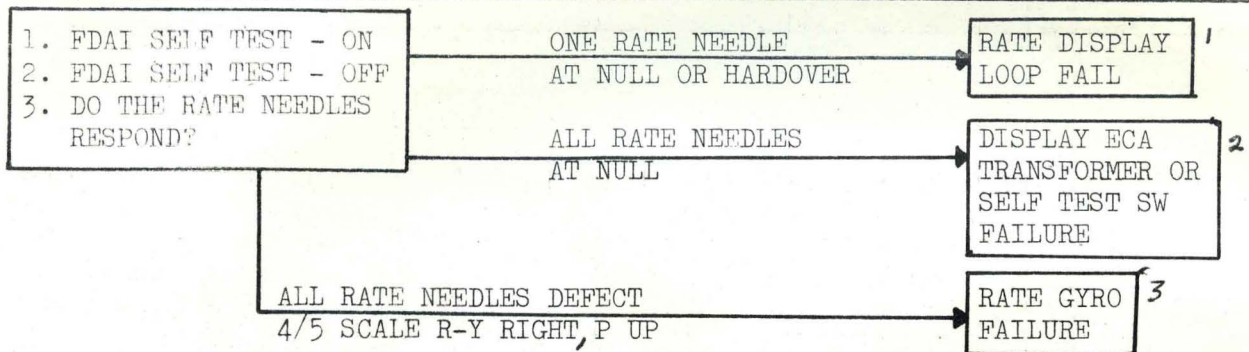 1. FDAI SELF TEST - ON
2. FDAI SELF TEST - OFF
3. DO THE RATE NEEDLES
RESPOND?
ONE RATE NEEDLE
AT NULL OR HARDOVER
RATE DISPLAY
LOOP FAIL
1
ALL RATE NEEDLES
AT NULL
DISPLAY ECA
TRANSFORMER OR
SELF TEST SW
FAILURE
2
ALL RATE NEEDLES DEFECT
4/5 SCALE R-Y RIGHT, P UP
RATE GYRO
FAILURE
3